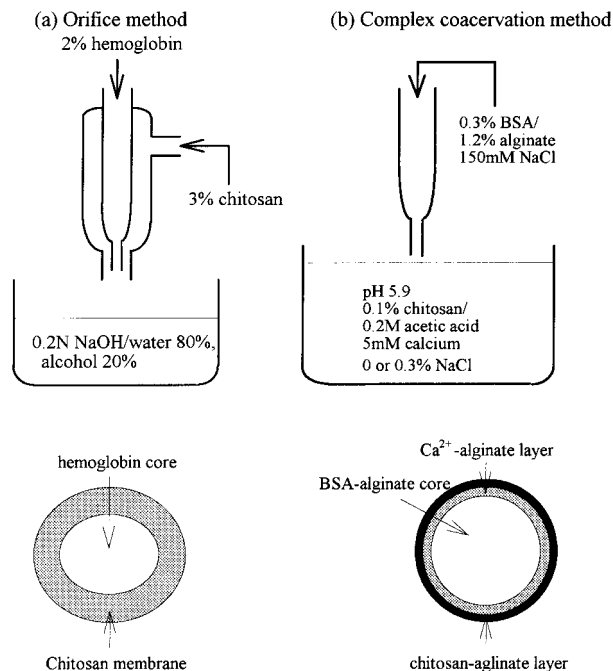 (a) Orifice method
2% hemoglobin
3% chitosan
0.2N NaOH/water 80%,
alcohol 20%
hemoglobin core
Chitosan membrane
(b) Complex coacervation method
0.3% BSA/
1.2% alginate
150mM NaCl
pH 5.9
0.1% chitosan/
0.2M acetic acid
5mM calcium
0 or 0.3% NaCl
Ca²⁺-alginate layer
BSA-alginate core
chitosan-aglinate layer